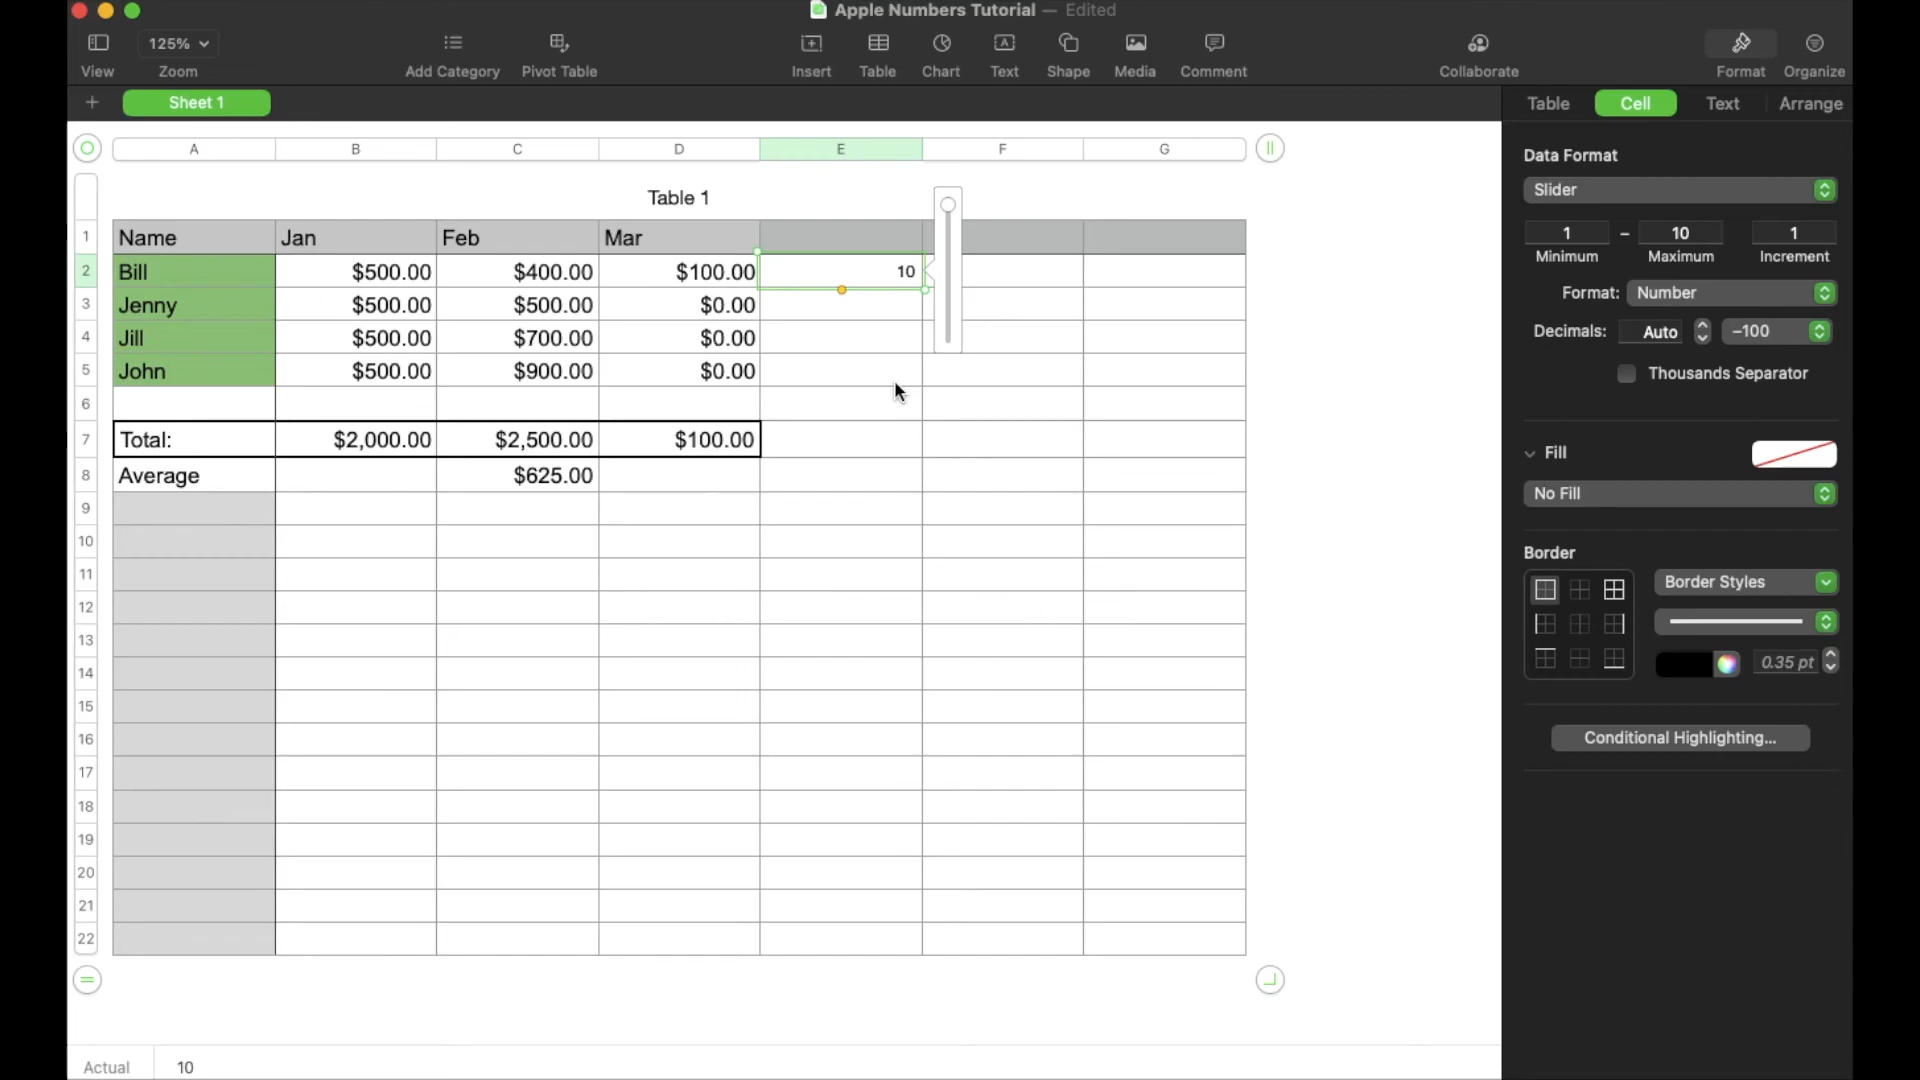 Apple Numbers Tutorial — Edited
125%
View Zoom Add Category Pivot Table Insert Table Chart Text Shape Media Comment Collaborate Format Organize
+ Sheet 1
Table Cell Text Arrange
A B C D E F G
Table 1
1 Name Jan Feb Mar
2 Bill $500.00 $400.00 $100.00 10
3 Jenny $500.00 $500.00 $0.00
4 Jill $500.00 $700.00 $0.00
5 John $500.00 $900.00 $0.00
6
7 Total: $2,000.00 $2,500.00 $100.00
8 Average $625.00
9
10
11
12
13
14
15
16
17
18
19
20
21
22
Actual 10
Data Format
Slider
1 – 10 1
Minimum Maximum Increment
Format: Number
Decimals: Auto –100
Thousands Separator
Fill
No Fill
Border
Border Styles
0.35 pt
Conditional Highlighting...